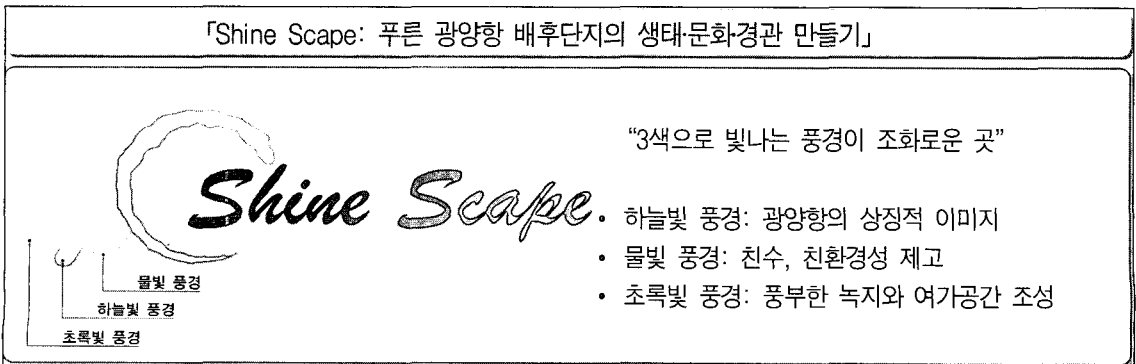 「Shine Scape: 푸른 광양항 배후단지의 생태·문화·경관 만들기」
Shine Scape
물빛 풍경
하늘빛 풍경
초록빛 풍경
“3색으로 빛나는 풍경이 조화로운 곳”
• 하늘빛 풍경: 광양항의 상징적 이미지
• 물빛 풍경: 친수, 친환경성 제고
• 초록빛 풍경: 풍부한 녹지와 여가공간 조성